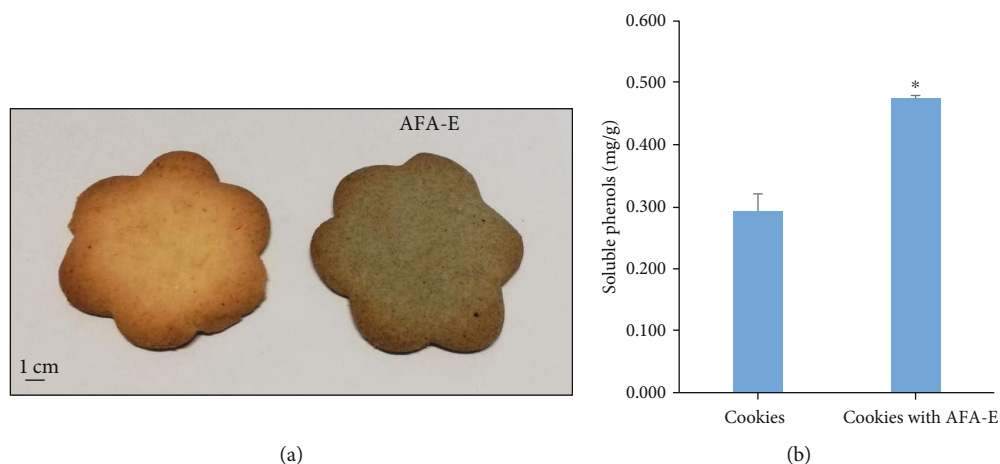 AFA-E
1 cm
(a)
Soluble phenols (mg/g)
0.600
0.500
0.400
0.300
0.200
0.100
0.000
*
Cookies
Cookies with AFA-E
(b)